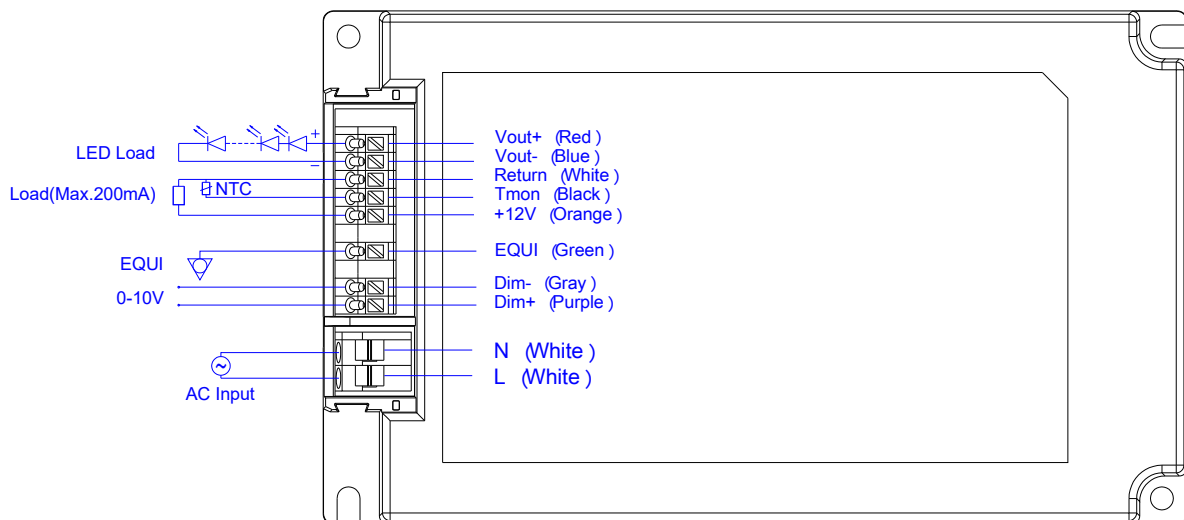 LED Load
+
−
Vout+ (Red)
Vout- (Blue)
Return (White)
Load(Max.200mA)
NTC
Tmon (Black)
+12V (Orange)
EQUI
EQUI (Green)
0-10V
Dim- (Gray)
Dim+ (Purple)
AC Input
~
N (White)
L (White)